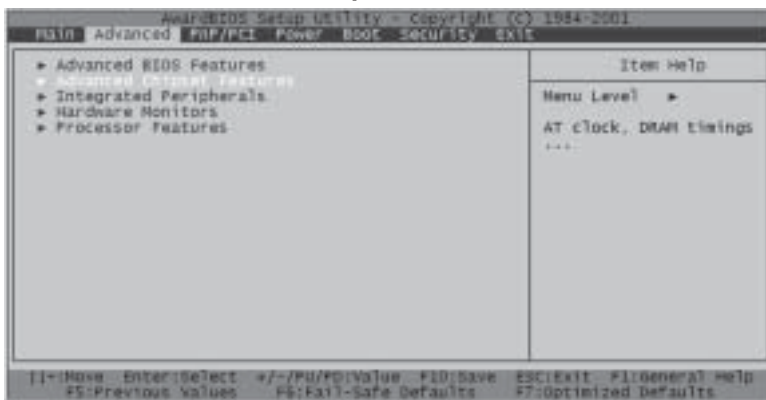 AwardBIOS Setup Utility - Copyright (C) 1984-2001
Main Advanced PNP/PCI Power Boot Security Exit
► Advanced BIOS Features
► Advanced Chipset Features
► Integrated Peripherals
► Hardware Monitors
► Processor Features
Item Help
Menu Level ►
AT clock, DRAM timings
...
↑↓→←:Move Enter:Select +/-/PU/PD:Value F10:Save ESC:Exit F1:General Help
F5:Previous Values F6:Fail-Safe Defaults F7:Optimized Defaults